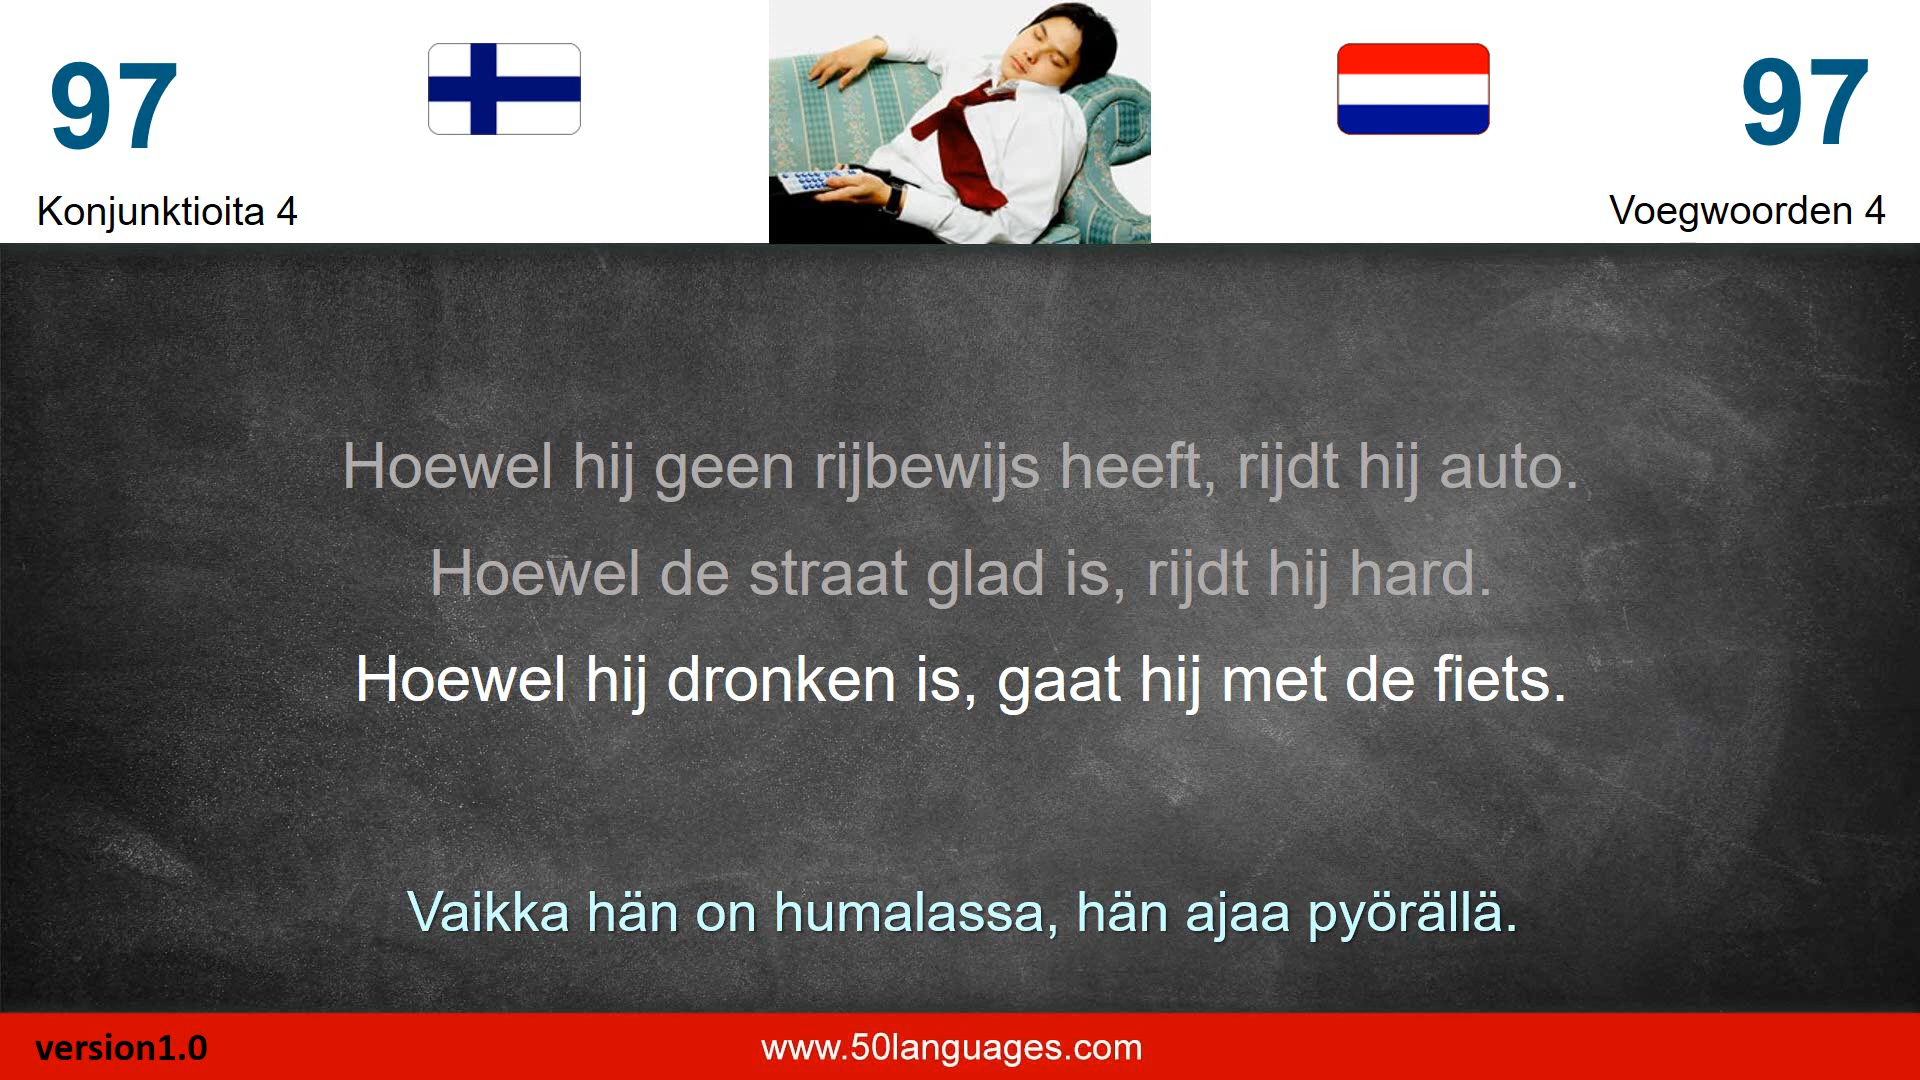 97
97
Konjunktioita 4
Voegwoorden 4
Hoewel hij geen rijbewijs heeft, rijdt hij auto.
Hoewel de straat glad is, rijdt hij hard.
Hoewel hij dronken is, gaat hij met de fiets.
Vaikka hän on humalassa, hän ajaa pyörällä.
version1.0
www.50languages.com